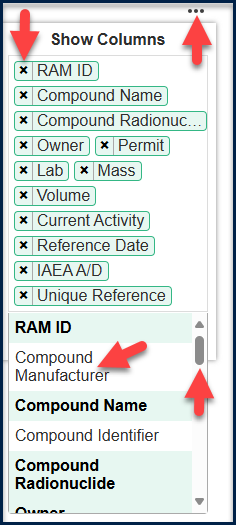 •••
Show Columns
× RAM ID
× Compound Name
× Compound Radionuc...
× Owner × Permit
× Lab × Mass
× Volume
× Current Activity
× Reference Date
× IAEA A/D
× Unique Reference
RAM ID
Compound
Manufacturer
Compound Name
Compound Identifier
Compound
Radionuclide
Owner